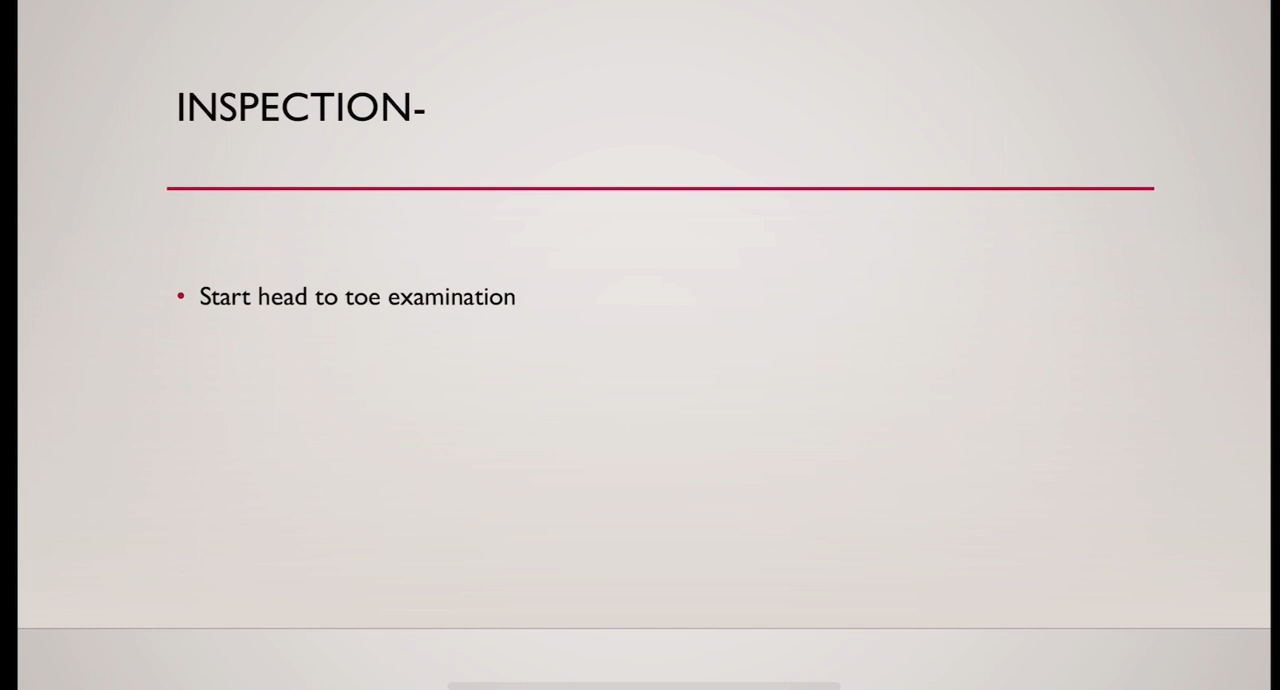 INSPECTION-
• Start head to toe examination